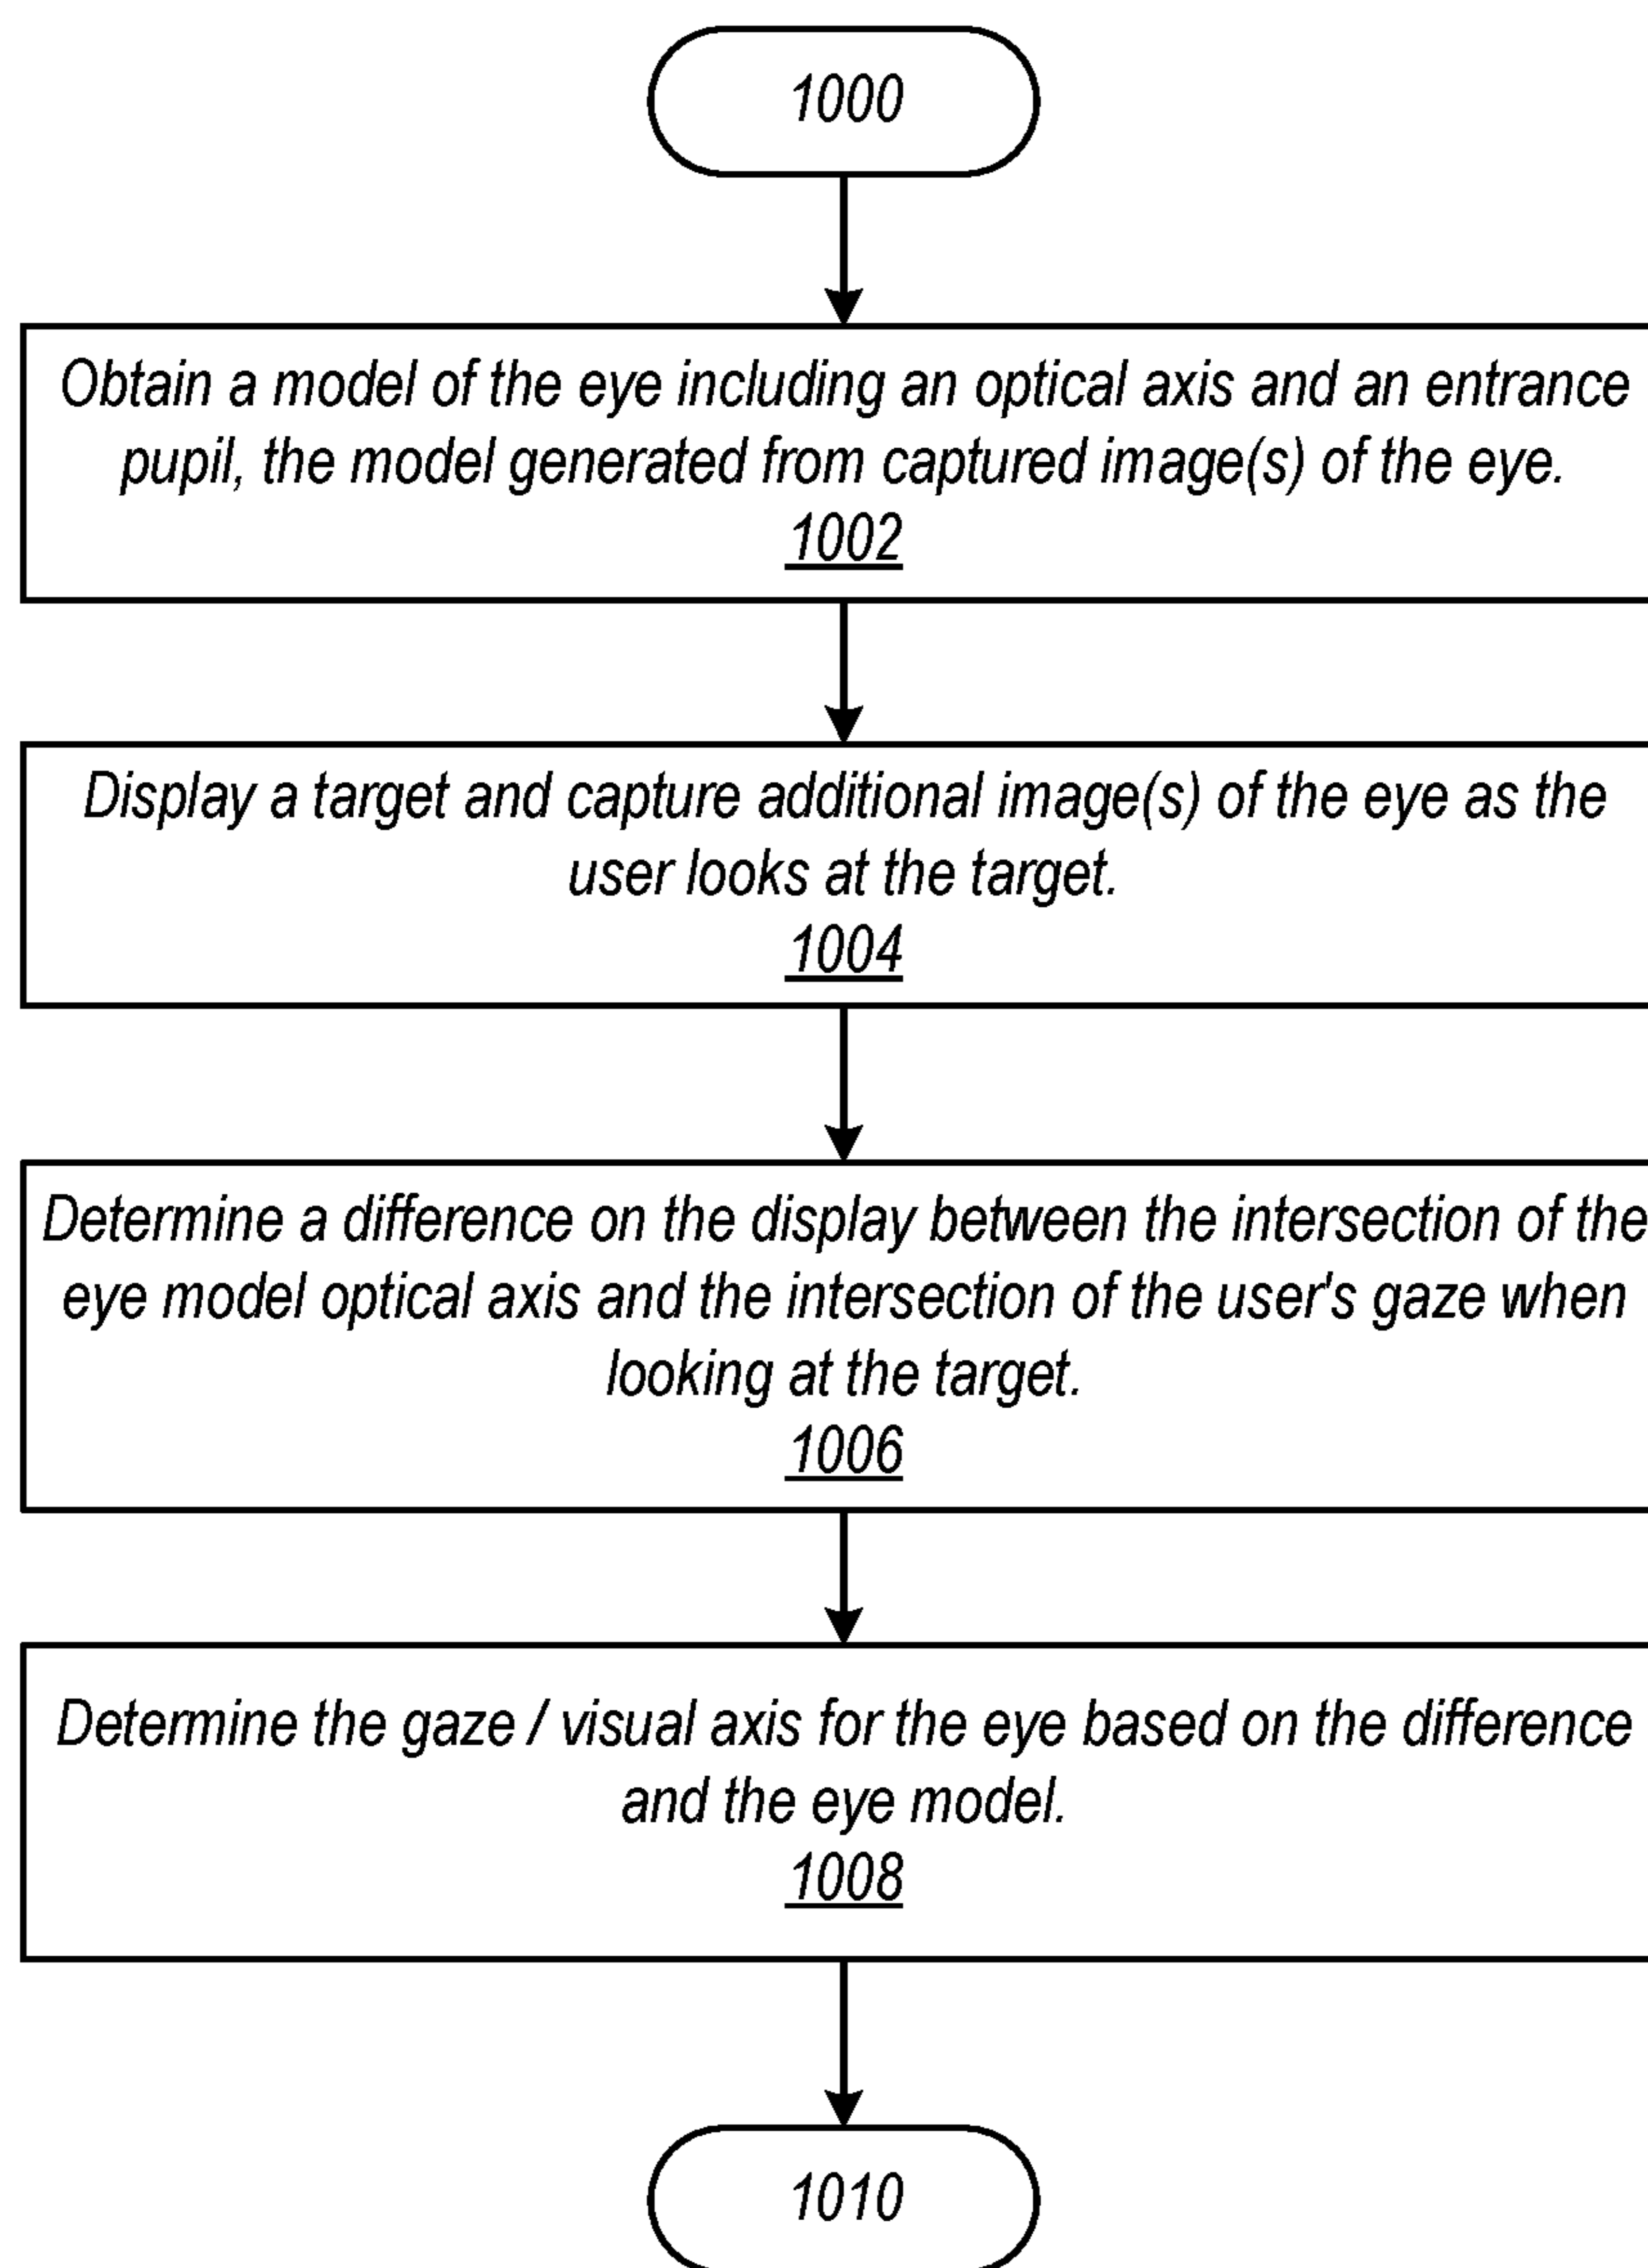 1000
Obtain a model of the eye including an optical axis and an entrance
pupil, the model generated from captured image(s) of the eye.
1002
Display a target and capture additional image(s) of the eye as the
user looks at the target.
1004
Determine a difference on the display between the intersection of the
eye model optical axis and the intersection of the user's gaze when
looking at the target.
1006
Determine the gaze / visual axis for the eye based on the difference
and the eye model.
1008
1010